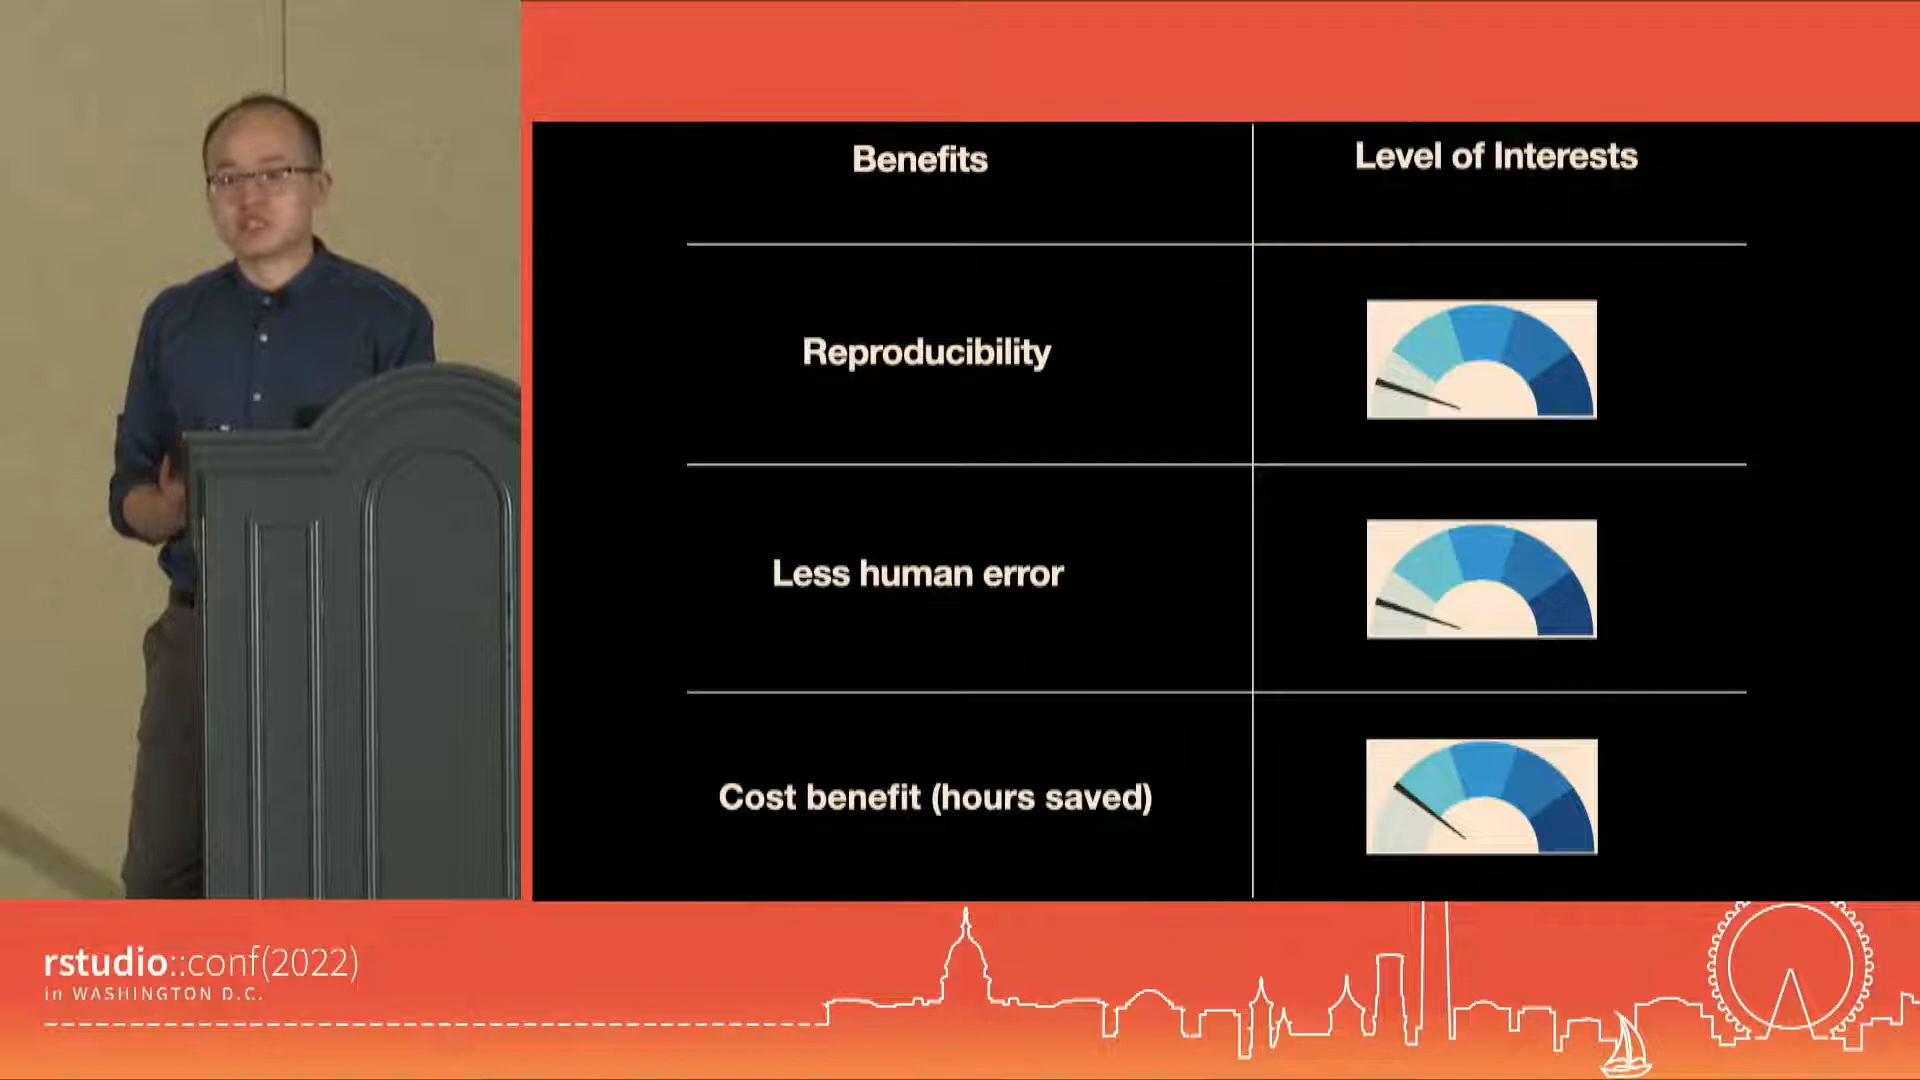 Benefits
Level of Interests
Reproducibility
Less human error
Cost benefit (hours saved)
rstudio::conf(2022)
in WASHINGTON D.C.